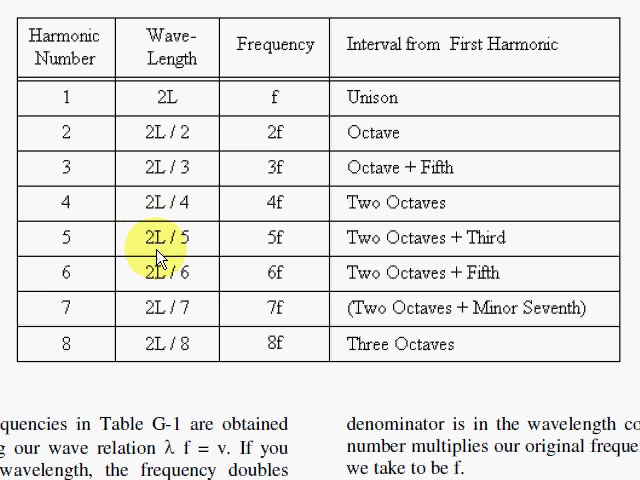 Harmonic Number Wave-Length Frequency Interval from First Harmonic
1 2L f Unison
2 2L / 2 2f Octave
3 2L / 3 3f Octave + Fifth
4 2L / 4 4f Two Octaves
5 2L / 5 5f Two Octaves + Third
6 2L / 6 6f Two Octaves + Fifth
7 2L / 7 7f (Two Octaves + Minor Seventh)
8 2L / 8 8f Three Octaves
quencies in Table G-1 are obtained
g our wave relation λ f = v. If you
wavelength, the frequency doubles
denominator is in the wavelength co
number multiplies our original freque
we take to be f.